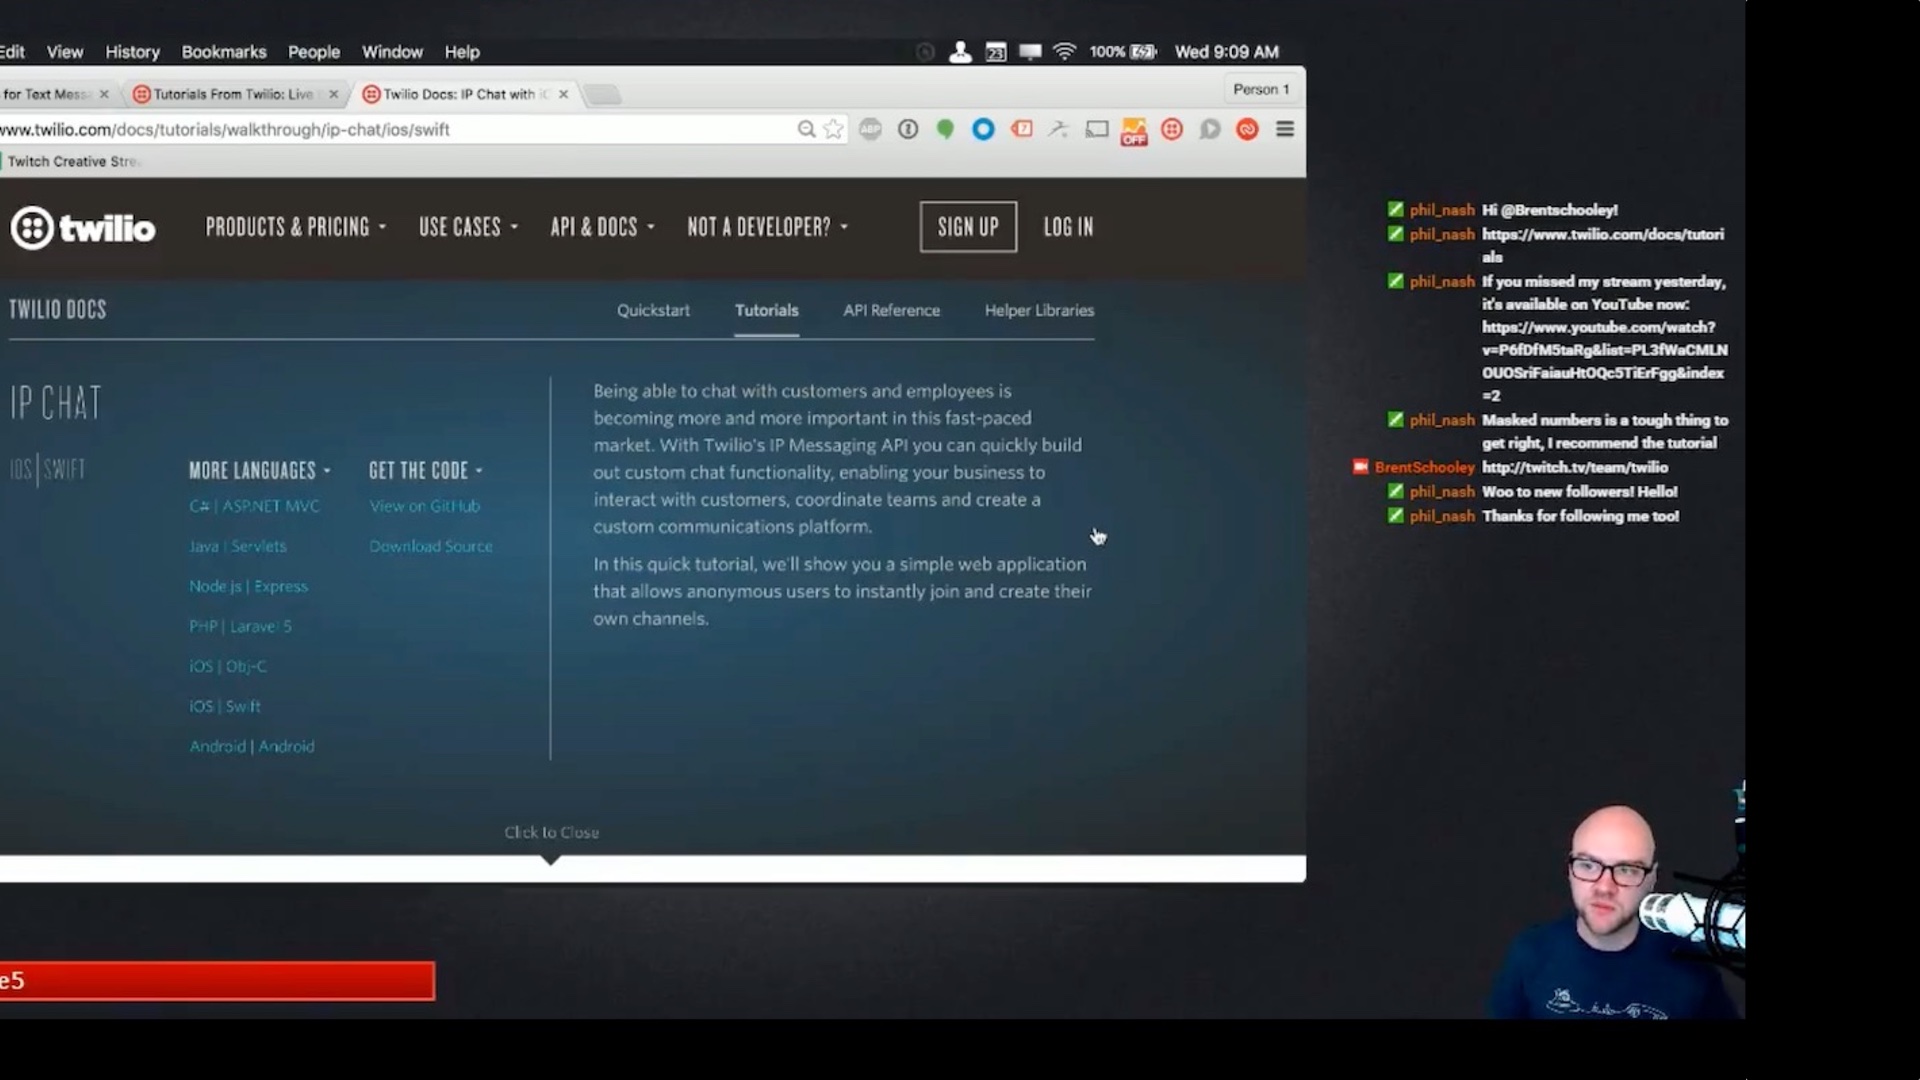 Edit View History Bookmarks People Window Help 23 100% Wed 9:09 AM
for Text Messa Tutorials From Twilio: Live Twilio Docs: IP Chat with iO Person 1
www.twilio.com/docs/tutorials/walkthrough/ip-chat/ios/swift ABP 7 OFF
Twitch Creative Stre
twilio PRODUCTS & PRICING USE CASES API & DOCS NOT A DEVELOPER? SIGN UP LOG IN
TWILIO DOCS Quickstart Tutorials API Reference Helper Libraries
IP CHAT
IOS|SWIFT
MORE LANGUAGES
C# | ASP.NET MVC
Java | Servlets
Node.js | Express
PHP | Laravel 5
iOS | Obj-C
iOS | Swift
Android | Android
GET THE CODE
View on GitHub
Download Source
Being able to chat with customers and employees is
becoming more and more important in this fast-paced
market. With Twilio's IP Messaging API you can quickly build
out custom chat functionality, enabling your business to
interact with customers, coordinate teams and create a
custom communications platform.
In this quick tutorial, we'll show you a simple web application
that allows anonymous users to instantly join and create their
own channels.
Click to Close
phil_nash Hi @Brentschooley!
phil_nash https://www.twilio.com/docs/tutori
als
phil_nash If you missed my stream yesterday,
it's available on YouTube now:
https://www.youtube.com/watch?
v=P6fDfM5taRg&list=PL3fWaCMLN
OUOSriFaiauHtOQc5TiErFgg&index
=2
phil_nash Masked numbers is a tough thing to
get right, I recommend the tutorial
BrentSchooley http://twitch.tv/team/twilio
phil_nash Woo to new followers! Hello!
phil_nash Thanks for following me too!
e5